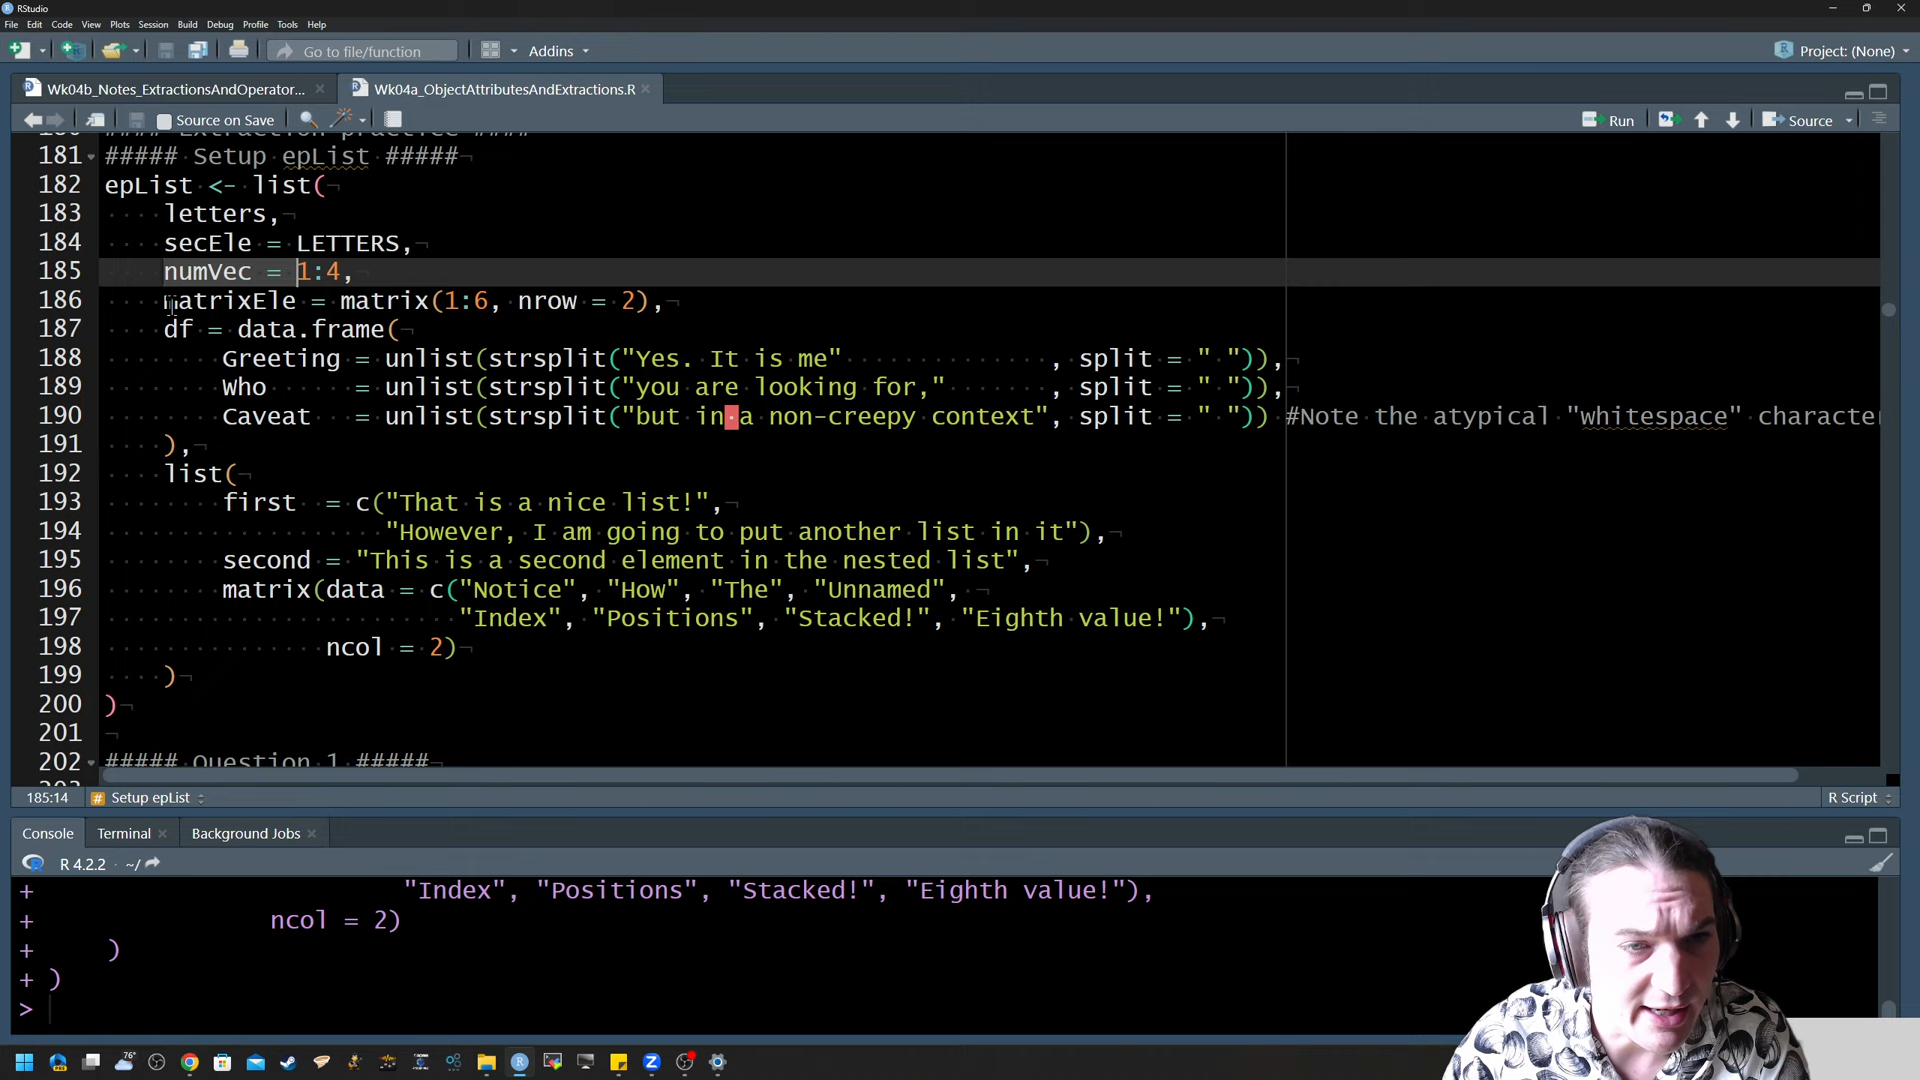 RStudio
File Edit Code View Plots Session Build Debug Profile Tools Help
Go to file/function Addins Project: (None)
Wk04b_Notes_ExtractionsAndOperator... Wk04a_ObjectAttributesAndExtractions.R
Source on Save Run Source
#### Extraction practice ####
181 ##### Setup epList #####
182 epList <- list(
183 letters,
184 secEle = LETTERS,
185 numVec = 1:4,
186 matrixEle = matrix(1:6, nrow = 2),
187 df = data.frame(
188 Greeting = unlist(strsplit("Yes. It is me" , split = " ")),
189 Who = unlist(strsplit("you are looking for," , split = " ")),
190 Caveat = unlist(strsplit("but in a non-creepy context", split = " ")) #Note the atypical "whitespace" character
191 ),
192 list(
193 first = c("That is a nice list!",
194 "However, I am going to put another list in it"),
195 second = "This is a second element in the nested list",
196 matrix(data = c("Notice", "How", "The", "Unnamed",
197 "Index", "Positions", "Stacked!", "Eighth value!"),
198 ncol = 2)
199 )
200 )
201
202 ##### Question 1 #####
185:14 # Setup epList R Script
Console Terminal Background Jobs
R 4.2.2 · ~/
+ "Index", "Positions", "Stacked!", "Eighth value!"),
+ ncol = 2)
+ )
+ )
>
76°